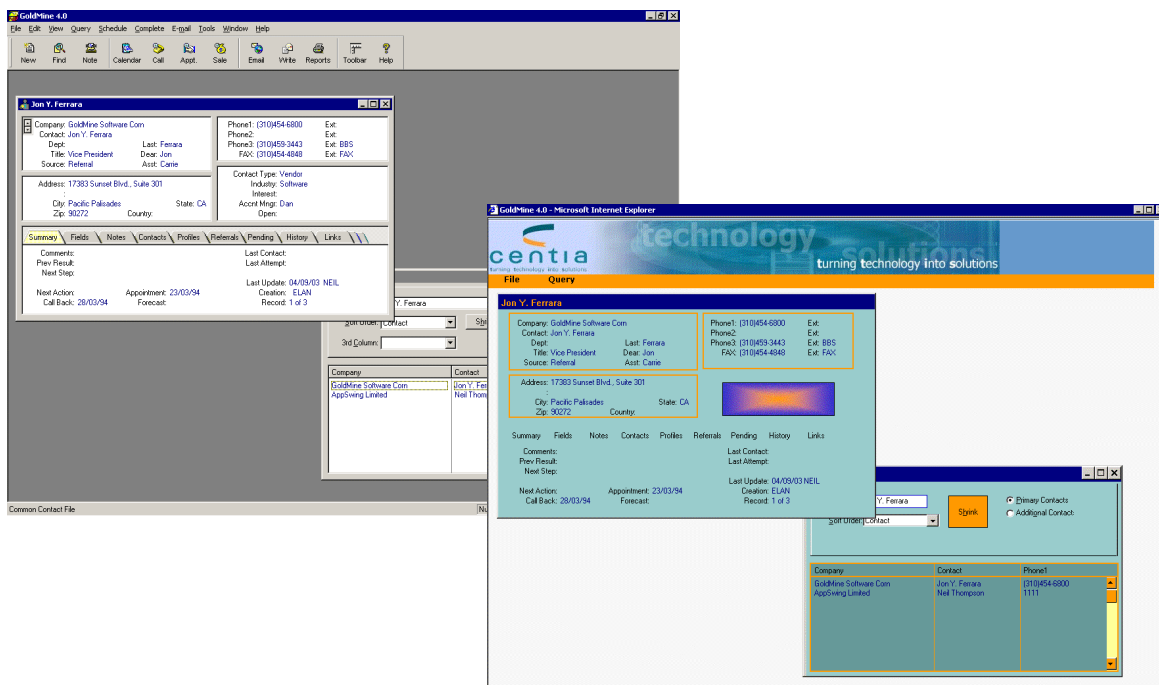 GoldMine 4.0
File Edit View Query Schedule Complete E-mail Tools Window Help
New Find Note Calendar Call Appt. Sale Email Write Reports Toolbar Help
Jon Y. Ferrara
Company: GoldMine Software Corn
Contact: Jon Y. Ferrara
Dept: Last: Ferrara
Title: Vice President Dear: Jon
Source: Referral Asst: Carrie
Phone1: (310)454-6800 Ext:
Phone2: Ext:
Phone3: (310)459-3443 Ext: BBS
FAX: (310)454-4848 Ext: FAX
Address: 17383 Sunset Blvd., Suite 301
:
City: Pacific Palisades State: CA
Zip: 90272 Country:
Contact Type: Vendor
Industry: Software
Interest:
Accnt Mngr: Dan
Open:
Summary Fields Notes Contacts Profiles Referrals Pending History Links
Comments: Last Contact:
Prev Result: Last Attempt:
Next Step:
Last Update: 04/09/03 NEIL
Next Action: Appointment: 23/03/94 Creation: ELAN
Call Back: 28/03/94 Forecast: Record: 1 of 3
Y. Ferrara
Sort Order: Contact
3rd Column:
Company Contact
GoldMine Software Corn Jon Y. Fer
AppSwing Limited Neil Thomp
Common Contact File
GoldMine 4.0 - Microsoft Internet Explorer
centia
turning technology into solutions
technology
solutions
turning technology into solutions
File Query
Jon Y. Ferrara
Company: GoldMine Software Corn
Contact: Jon Y. Ferrara
Dept: Last: Ferrara
Title: Vice President Dear: Jon
Source: Referral Asst: Carrie
Phone1: (310)454-6800 Ext:
Phone2: Ext:
Phone3: (310)459-3443 Ext: BBS
FAX: (310)454-4848 Ext: FAX
Address: 17383 Sunset Blvd., Suite 301
:
City: Pacific Palisades State: CA
Zip: 90272 Country:
Summary Fields Notes Contacts Profiles Referrals Pending History Links
Comments: Last Contact:
Prev Result: Last Attempt:
Next Step:
Last Update: 04/09/03 NEIL
Next Action: Appointment: 23/03/94 Creation: ELAN
Call Back: 28/03/94 Forecast: Record: 1 of 3
Y. Ferrara
Sort Order: Contact
Shrink
Primary Contacts
Additional Contact:
Company Contact Phone1
GoldMine Software Corn Jon Y. Ferrara (310)454-6800
AppSwing Limited Neil Thompson 1111